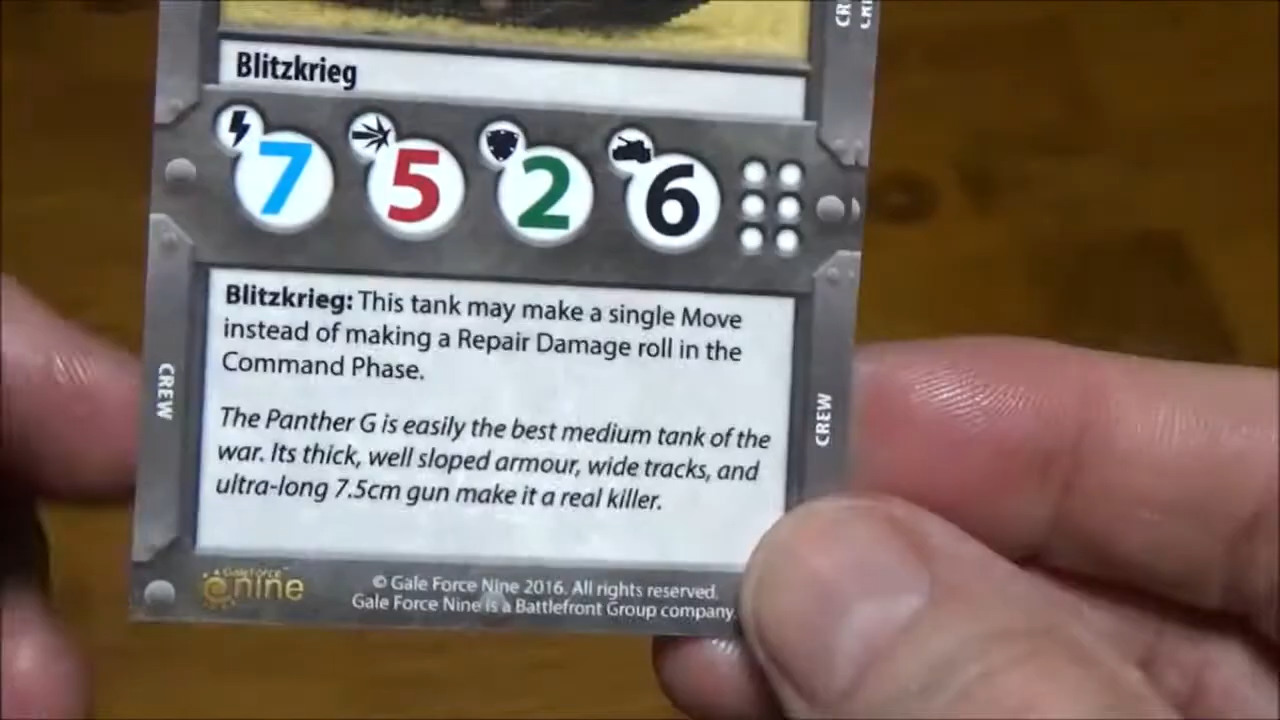 Blitzkrieg
7 5 2 6
Blitzkrieg: This tank may make a single Move
instead of making a Repair Damage roll in the
Command Phase.
The Panther G is easily the best medium tank of the
war. Its thick, well sloped armour, wide tracks, and
ultra-long 7.5cm gun make it a real killer.
CREW
CREW
GaleForce
nine
© Gale Force Nine 2016. All rights reserved.
Gale Force Nine is a Battlefront Group company.